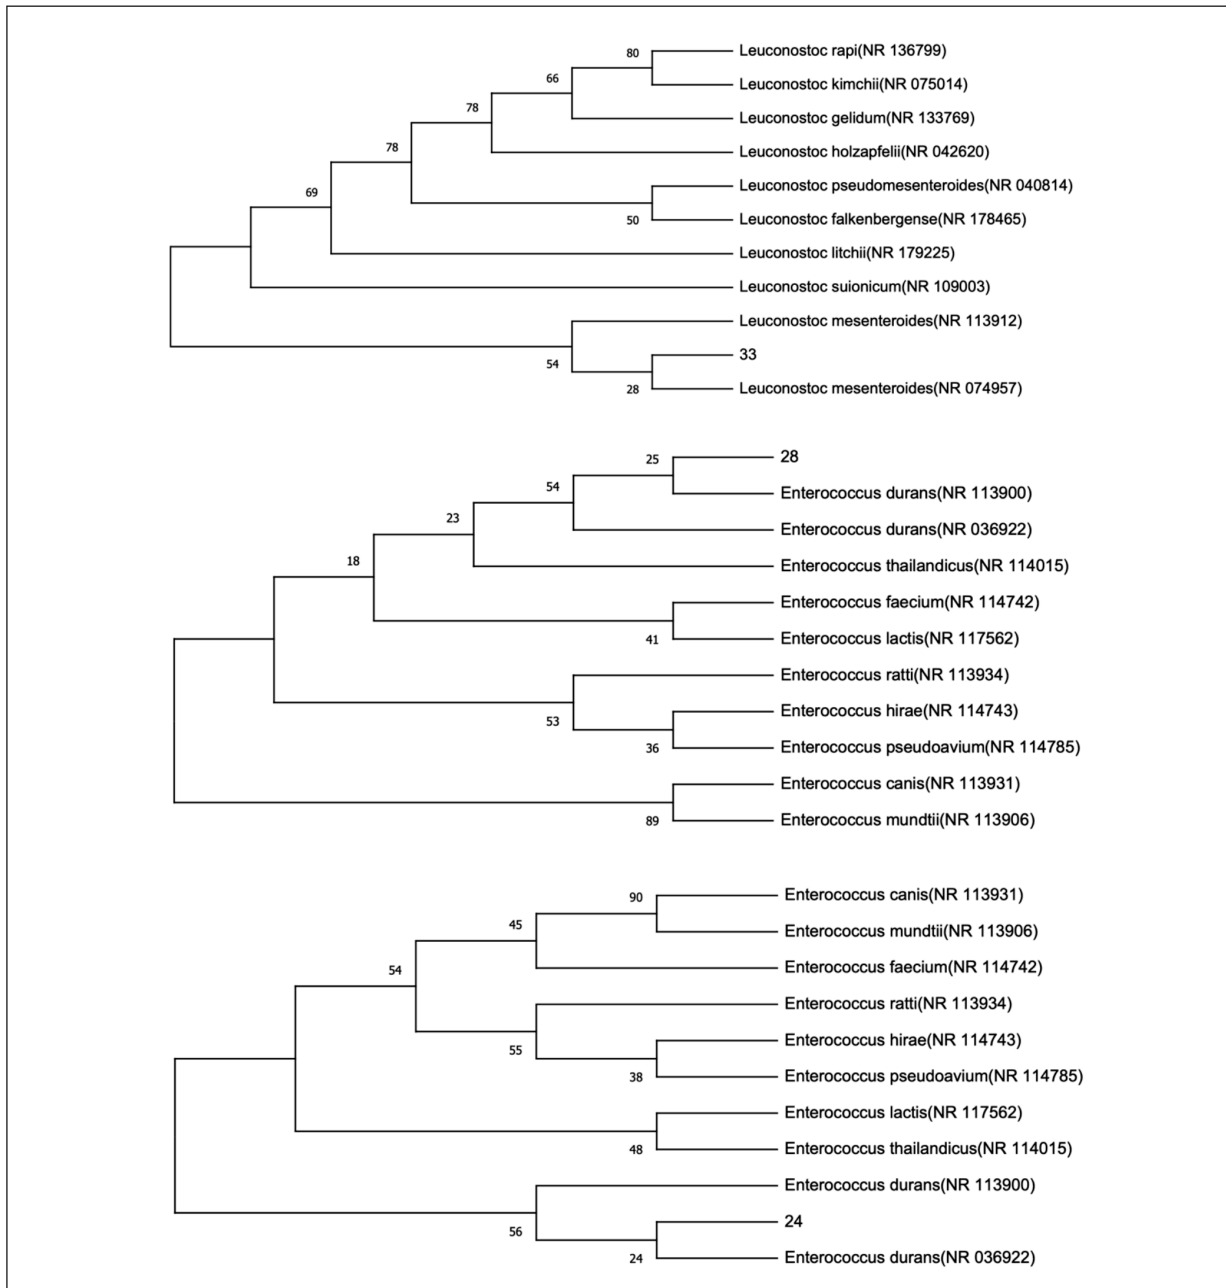 80
Leuconostoc rapi(NR 136799)
66
Leuconostoc kimchii(NR 075014)
78
Leuconostoc gelidum(NR 133769)
78
Leuconostoc holzapfelii(NR 042620)
69
Leuconostoc pseudomesenteroides(NR 040814)
50
Leuconostoc falkenbergense(NR 178465)
Leuconostoc litchii(NR 179225)
Leuconostoc suionicum(NR 109003)
Leuconostoc mesenteroides(NR 113912)
54
33
28
Leuconostoc mesenteroides(NR 074957)
25
28
54
Enterococcus durans(NR 113900)
23
Enterococcus durans(NR 036922)
18
Enterococcus thailandicus(NR 114015)
Enterococcus faecium(NR 114742)
41
Enterococcus lactis(NR 117562)
Enterococcus ratti(NR 113934)
53
Enterococcus hirae(NR 114743)
36
Enterococcus pseudoavium(NR 114785)
Enterococcus canis(NR 113931)
89
Enterococcus mundtii(NR 113906)
90
Enterococcus canis(NR 113931)
45
Enterococcus mundtii(NR 113906)
54
Enterococcus faecium(NR 114742)
Enterococcus ratti(NR 113934)
55
Enterococcus hirae(NR 114743)
38
Enterococcus pseudoavium(NR 114785)
Enterococcus lactis(NR 117562)
48
Enterococcus thailandicus(NR 114015)
Enterococcus durans(NR 113900)
56
24
24
Enterococcus durans(NR 036922)